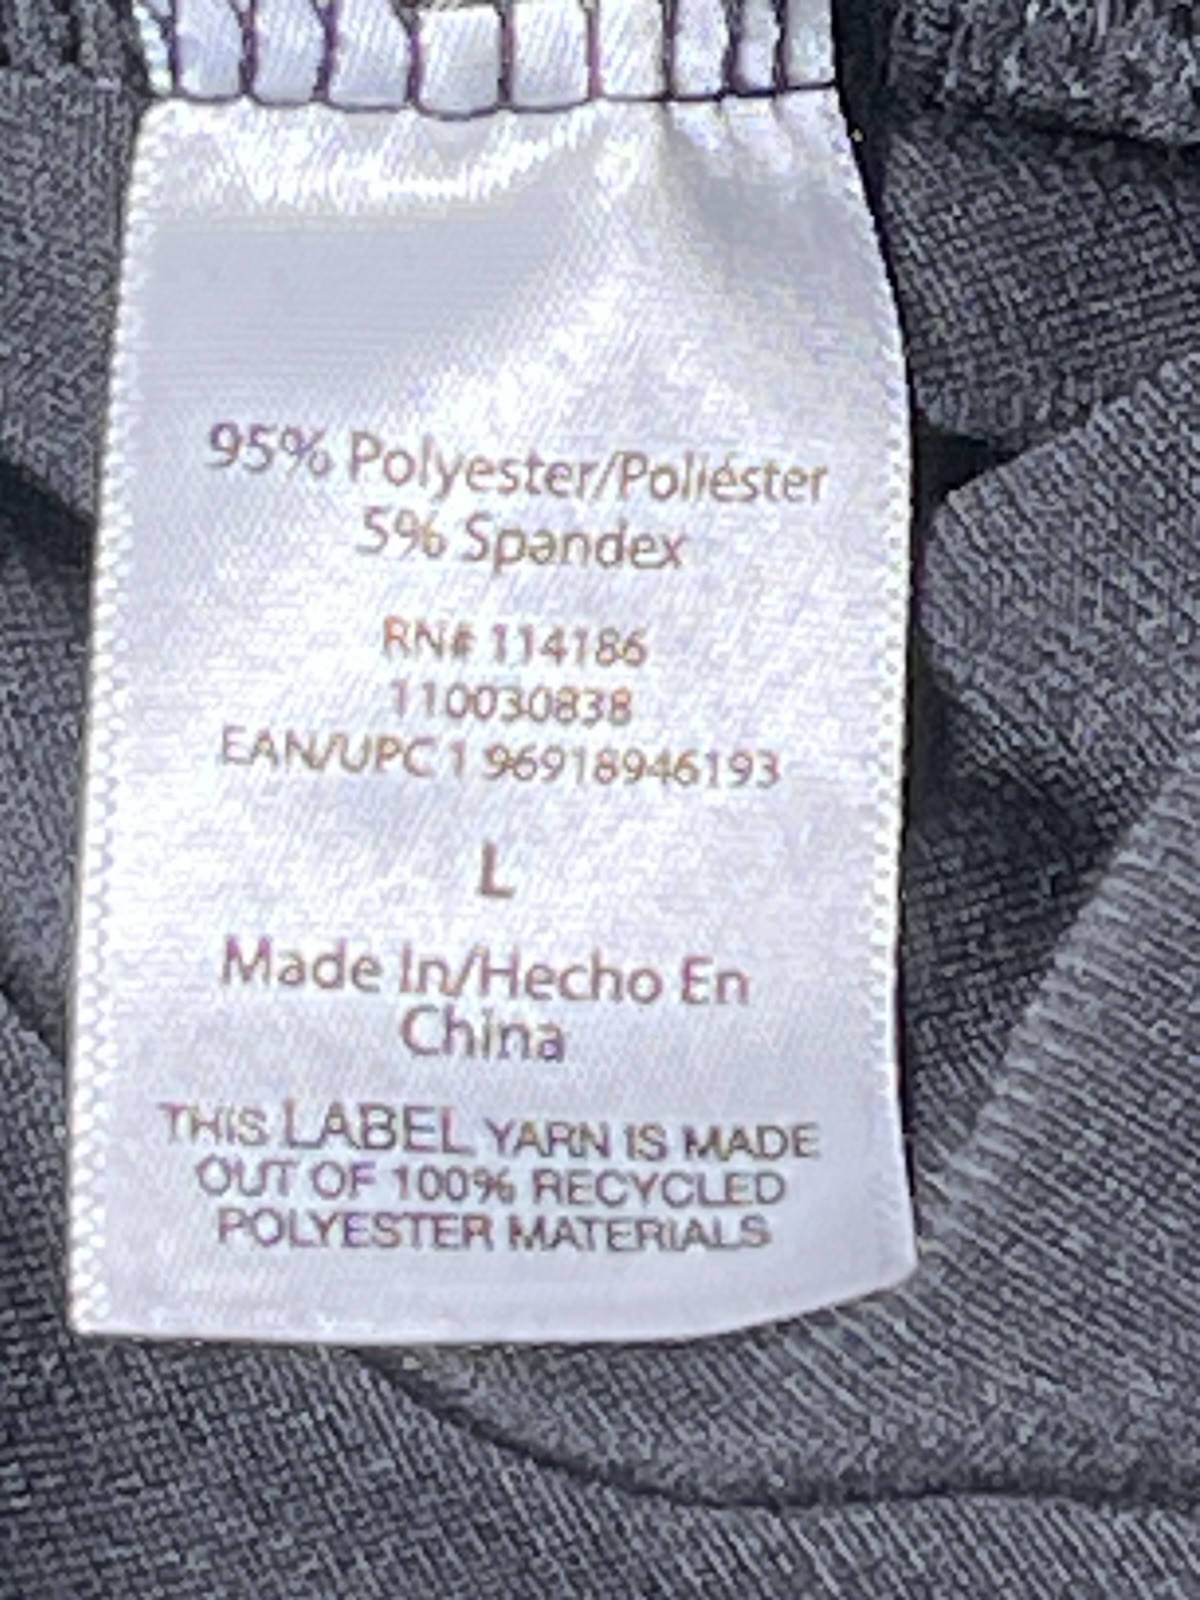 95% Polyester/Poliéster
5% Spandex
RN# 114186
110030838
EAN/UPC 1 96918946193
L
Made In/Hecho En
China
THIS LABEL YARN IS MADE
OUT OF 100% RECYCLED
POLYESTER MATERIALS